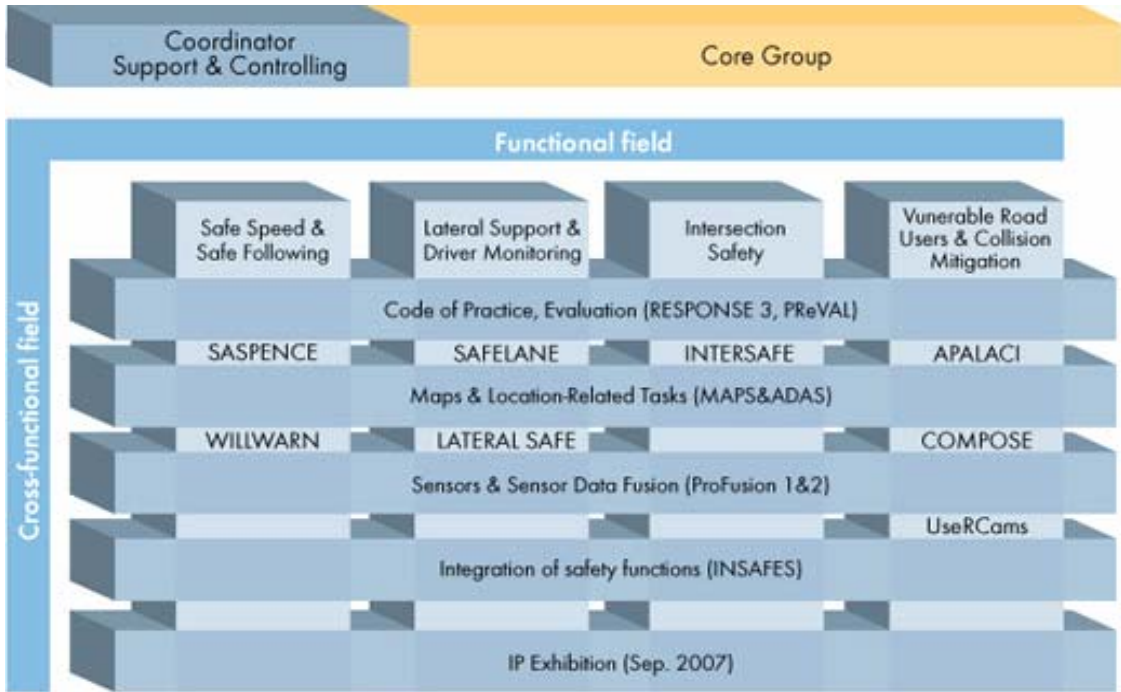 Coordinator
Support & Controlling
Core Group
Functional field
Cross-functional field
Safe Speed &
Safe Following
Lateral Support &
Driver Monitoring
Intersection
Safety
Vunerable Road
Users & Collision
Mitigation
Code of Practice, Evaluation (RESPONSE 3, PReVAL)
SASPENCE
SAFELANE
INTERSAFE
APALACI
Maps & Location-Related Tasks (MAPS&ADAS)
WILLWARN
LATERAL SAFE
COMPOSE
Sensors & Sensor Data Fusion (ProFusion 1&2)
UseRCams
Integration of safety functions (INSAFES)
IP Exhibition (Sep. 2007)